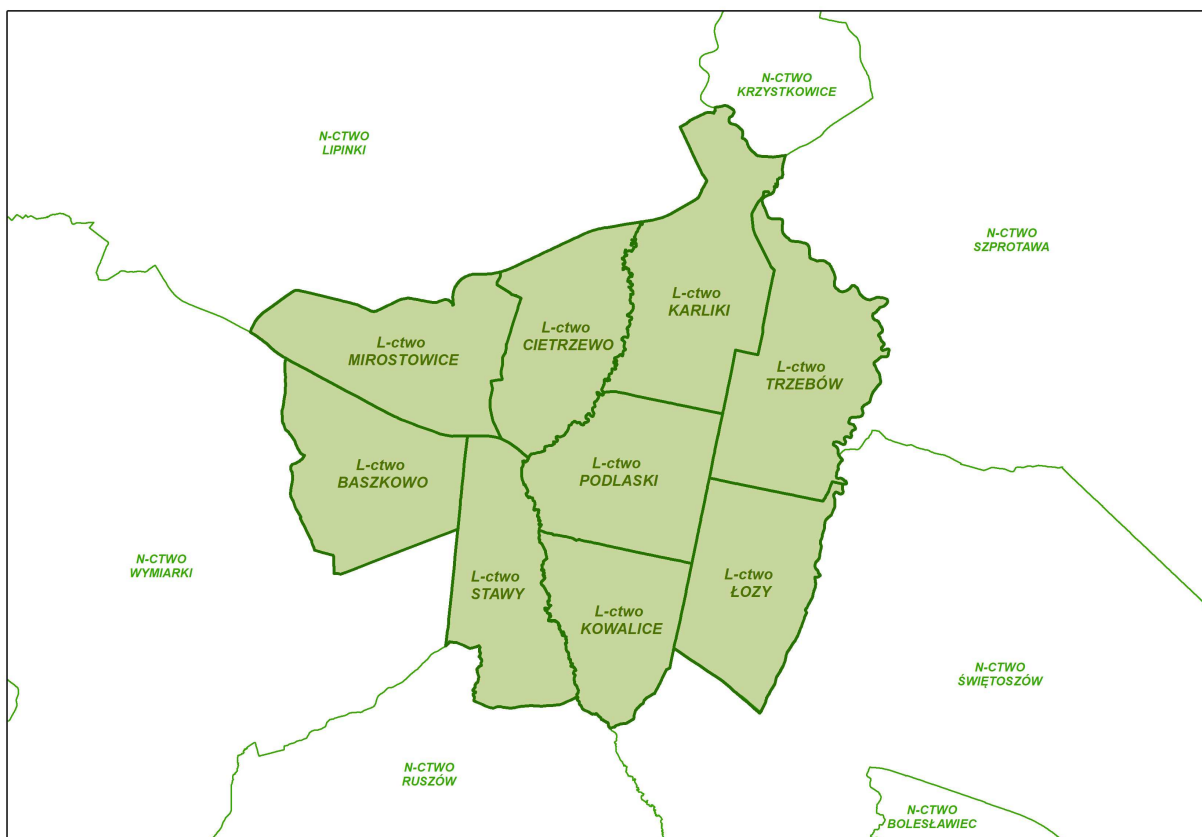 N-CTWO
KRZYSTKOWICE
N-CTWO
LIPINKI
N-CTWO
SZPROTAWA
L-ctwo
KARLIKI
L-ctwo
CIETRZEWO
L-ctwo
MIROSTOWICE
L-ctwo
TRZEBÓW
L-ctwo
BASZKOWO
L-ctwo
PODLASKI
N-CTWO
WYMIARKI
L-ctwo
STAWY
L-ctwo
ŁOZY
L-ctwo
KOWALICE
N-CTWO
ŚWIĘTOSZÓW
N-CTWO
RUSZÓW
N-CTWO
BOLESŁAWIEC